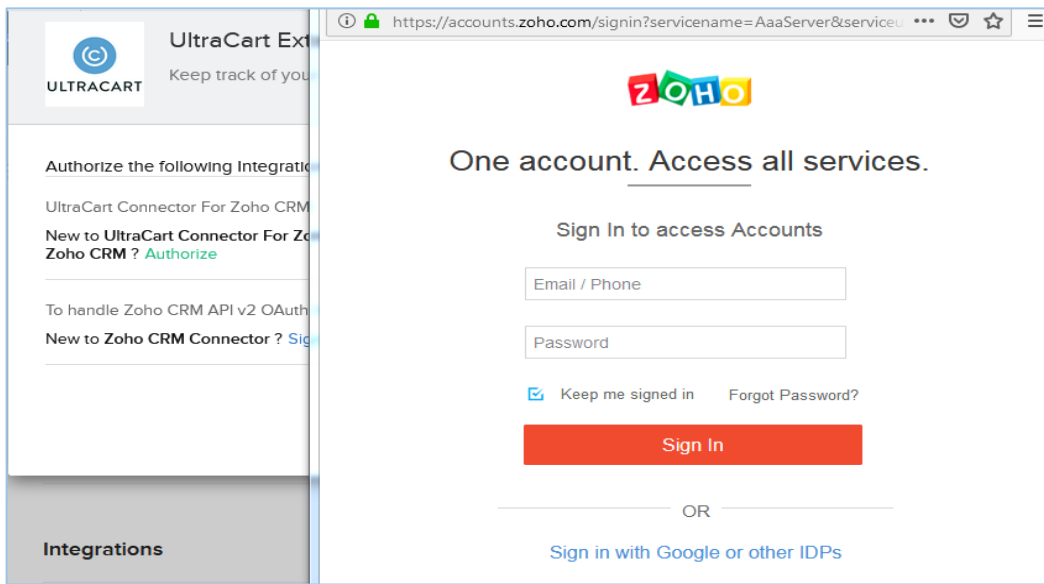 ULTRACART
UltraCart Ext
Keep track of you
Authorize the following Integratio
UltraCart Connector For Zoho CRM
New to UltraCart Connector For Zo
Zoho CRM ? Authorize
To handle Zoho CRM API v2 OAuth
New to Zoho CRM Connector ? Sig
Integrations
https://accounts.zoho.com/signin?servicename=AaaServer&serviceu
ZOHO
One account. Access all services.
Sign In to access Accounts
Email / Phone
Password
Keep me signed in Forgot Password?
Sign In
OR
Sign in with Google or other IDPs